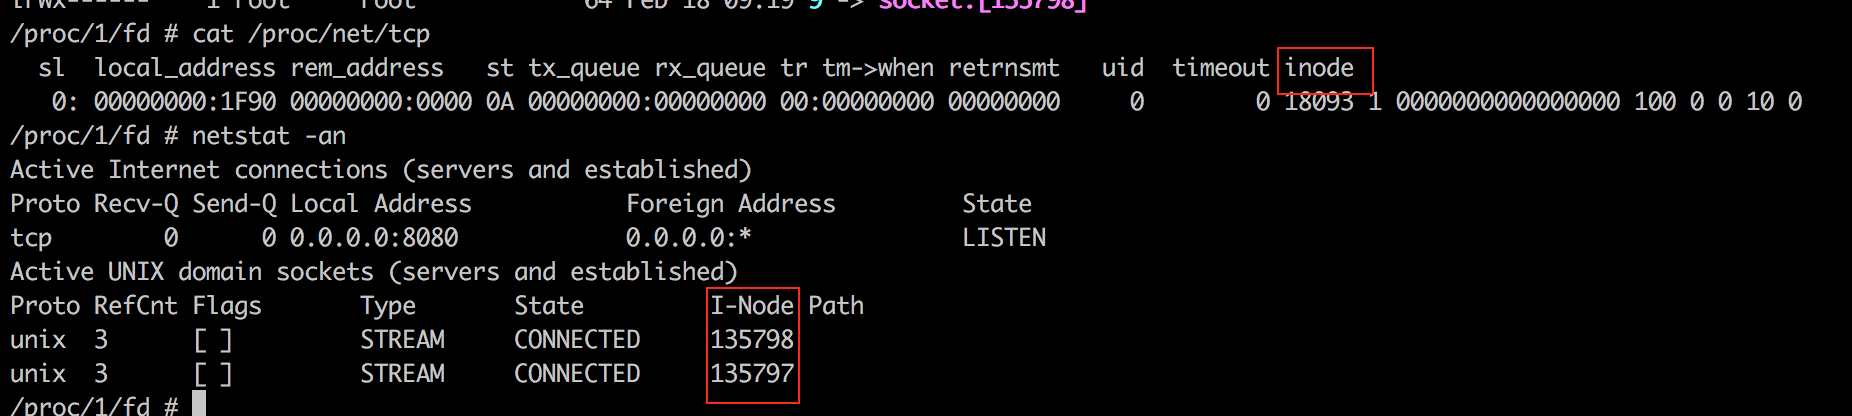 lrwx------ 1 root root 64 Feb 18 09:19 9 -> socket:[135798]
/proc/1/fd # cat /proc/net/tcp
sl local_address rem_address st tx_queue rx_queue tr tm->when retrnsmt uid timeout inode
0: 00000000:1F90 00000000:0000 0A 00000000:00000000 00:00000000 00000000 0 0 18093 1 0000000000000000 100 0 0 10 0
/proc/1/fd # netstat -an
Active Internet connections (servers and established)
Proto Recv-Q Send-Q Local Address Foreign Address State
tcp 0 0 0.0.0.0:8080 0.0.0.0:* LISTEN
Active UNIX domain sockets (servers and established)
Proto RefCnt Flags Type State I-Node Path
unix 3 [ ] STREAM CONNECTED 135798
unix 3 [ ] STREAM CONNECTED 135797
/proc/1/fd #